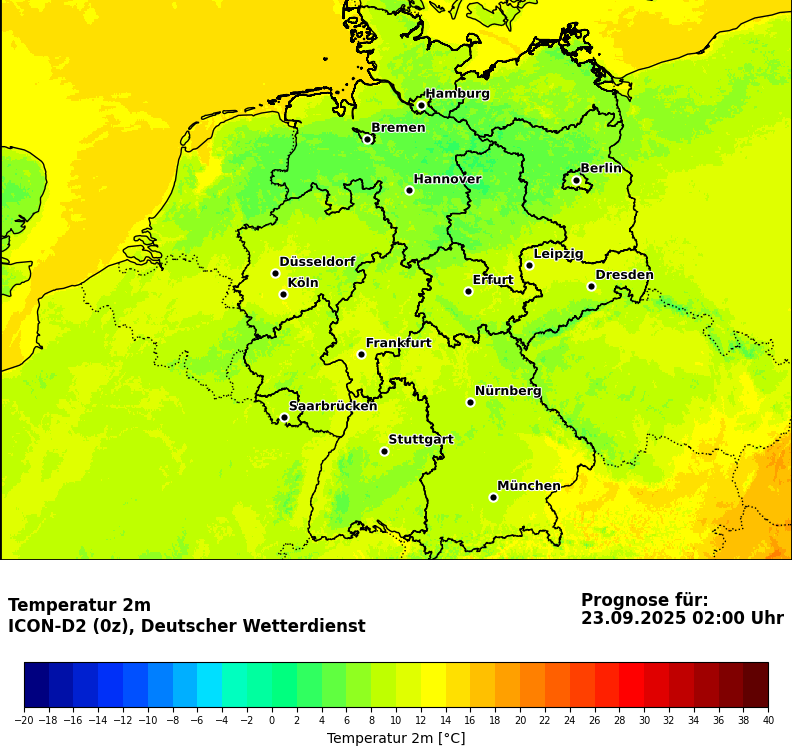 Hamburg
Bremen
Berlin
Hannover
Leipzig
Düsseldorf
Dresden
Erfurt
Köln
Frankfurt
Nürnberg
Saarbrücken
Stuttgart
München
Temperatur 2m
ICON-D2 (0z), Deutscher Wetterdienst
Prognose für:
23.09.2025 02:00 Uhr
−20 −18 −16 −14 −12 −10 −8 −6 −4 −2 0 2 4 6 8 10 12 14 16 18 20 22 24 26 28 30 32 34 36 38 40
Temperatur 2m [°C]